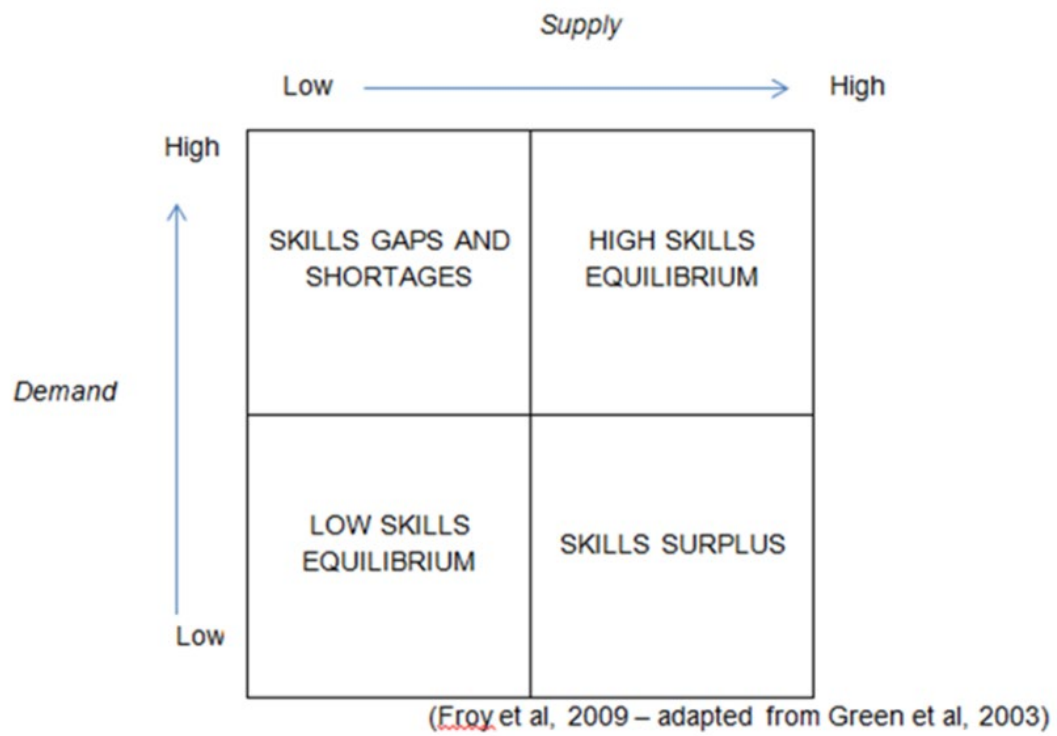 Supply
Low
High
High
SKILLS GAPS AND
SHORTAGES
HIGH SKILLS
EQUILIBRIUM
Demand
LOW SKILLS
EQUILIBRIUM
SKILLS SURPLUS
Low
(Froy et al, 2009 – adapted from Green et al, 2003)